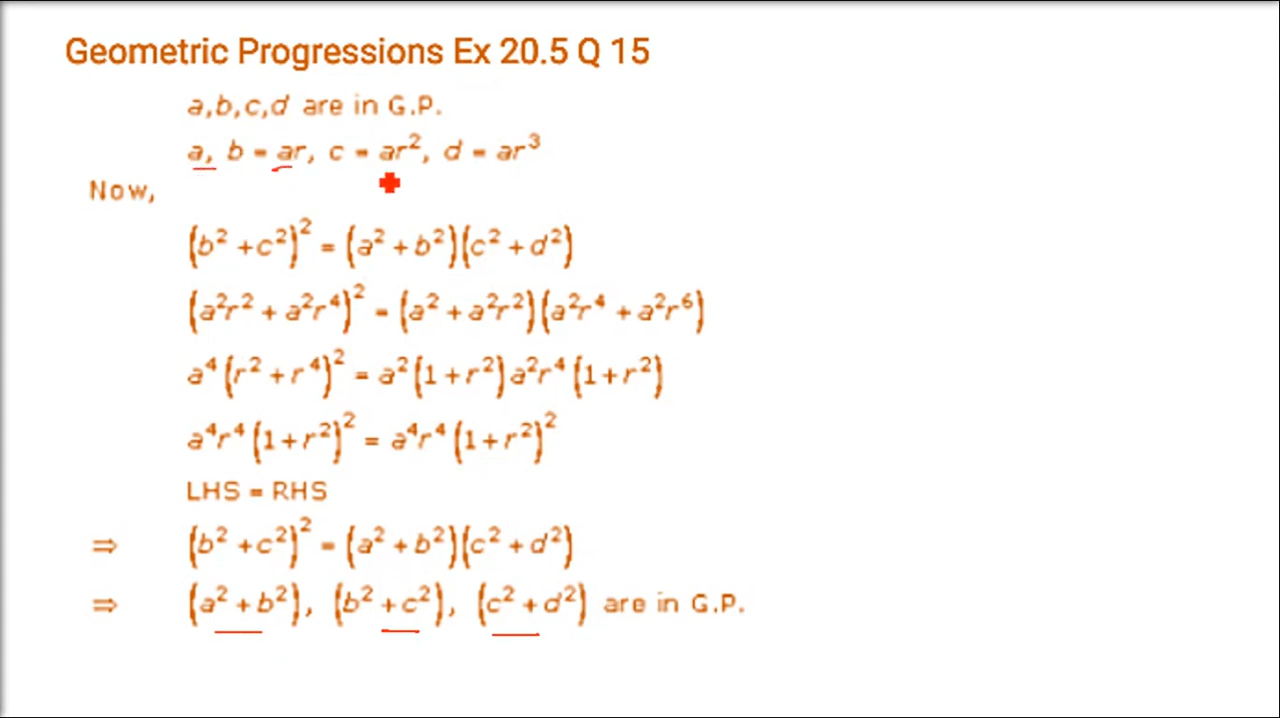 Geometric Progressions Ex 20.5 Q 15
a,b,c,d are in G.P.
a, b = ar, c = ar², d = ar³
Now,
(b² + c²)² = (a² + b²)(c² + d²)
(a²r² + a²r⁴)² = (a² + a²r²)(a²r⁴ + a²r⁶)
a⁴(r² + r⁴)² = a²(1 + r²)a²r⁴(1 + r²)
a⁴r⁴(1 + r²)² = a⁴r⁴(1 + r²)²
LHS = RHS
⇒ (b² + c²)² = (a² + b²)(c² + d²)
⇒ (a² + b²), (b² + c²), (c² + d²) are in G.P.